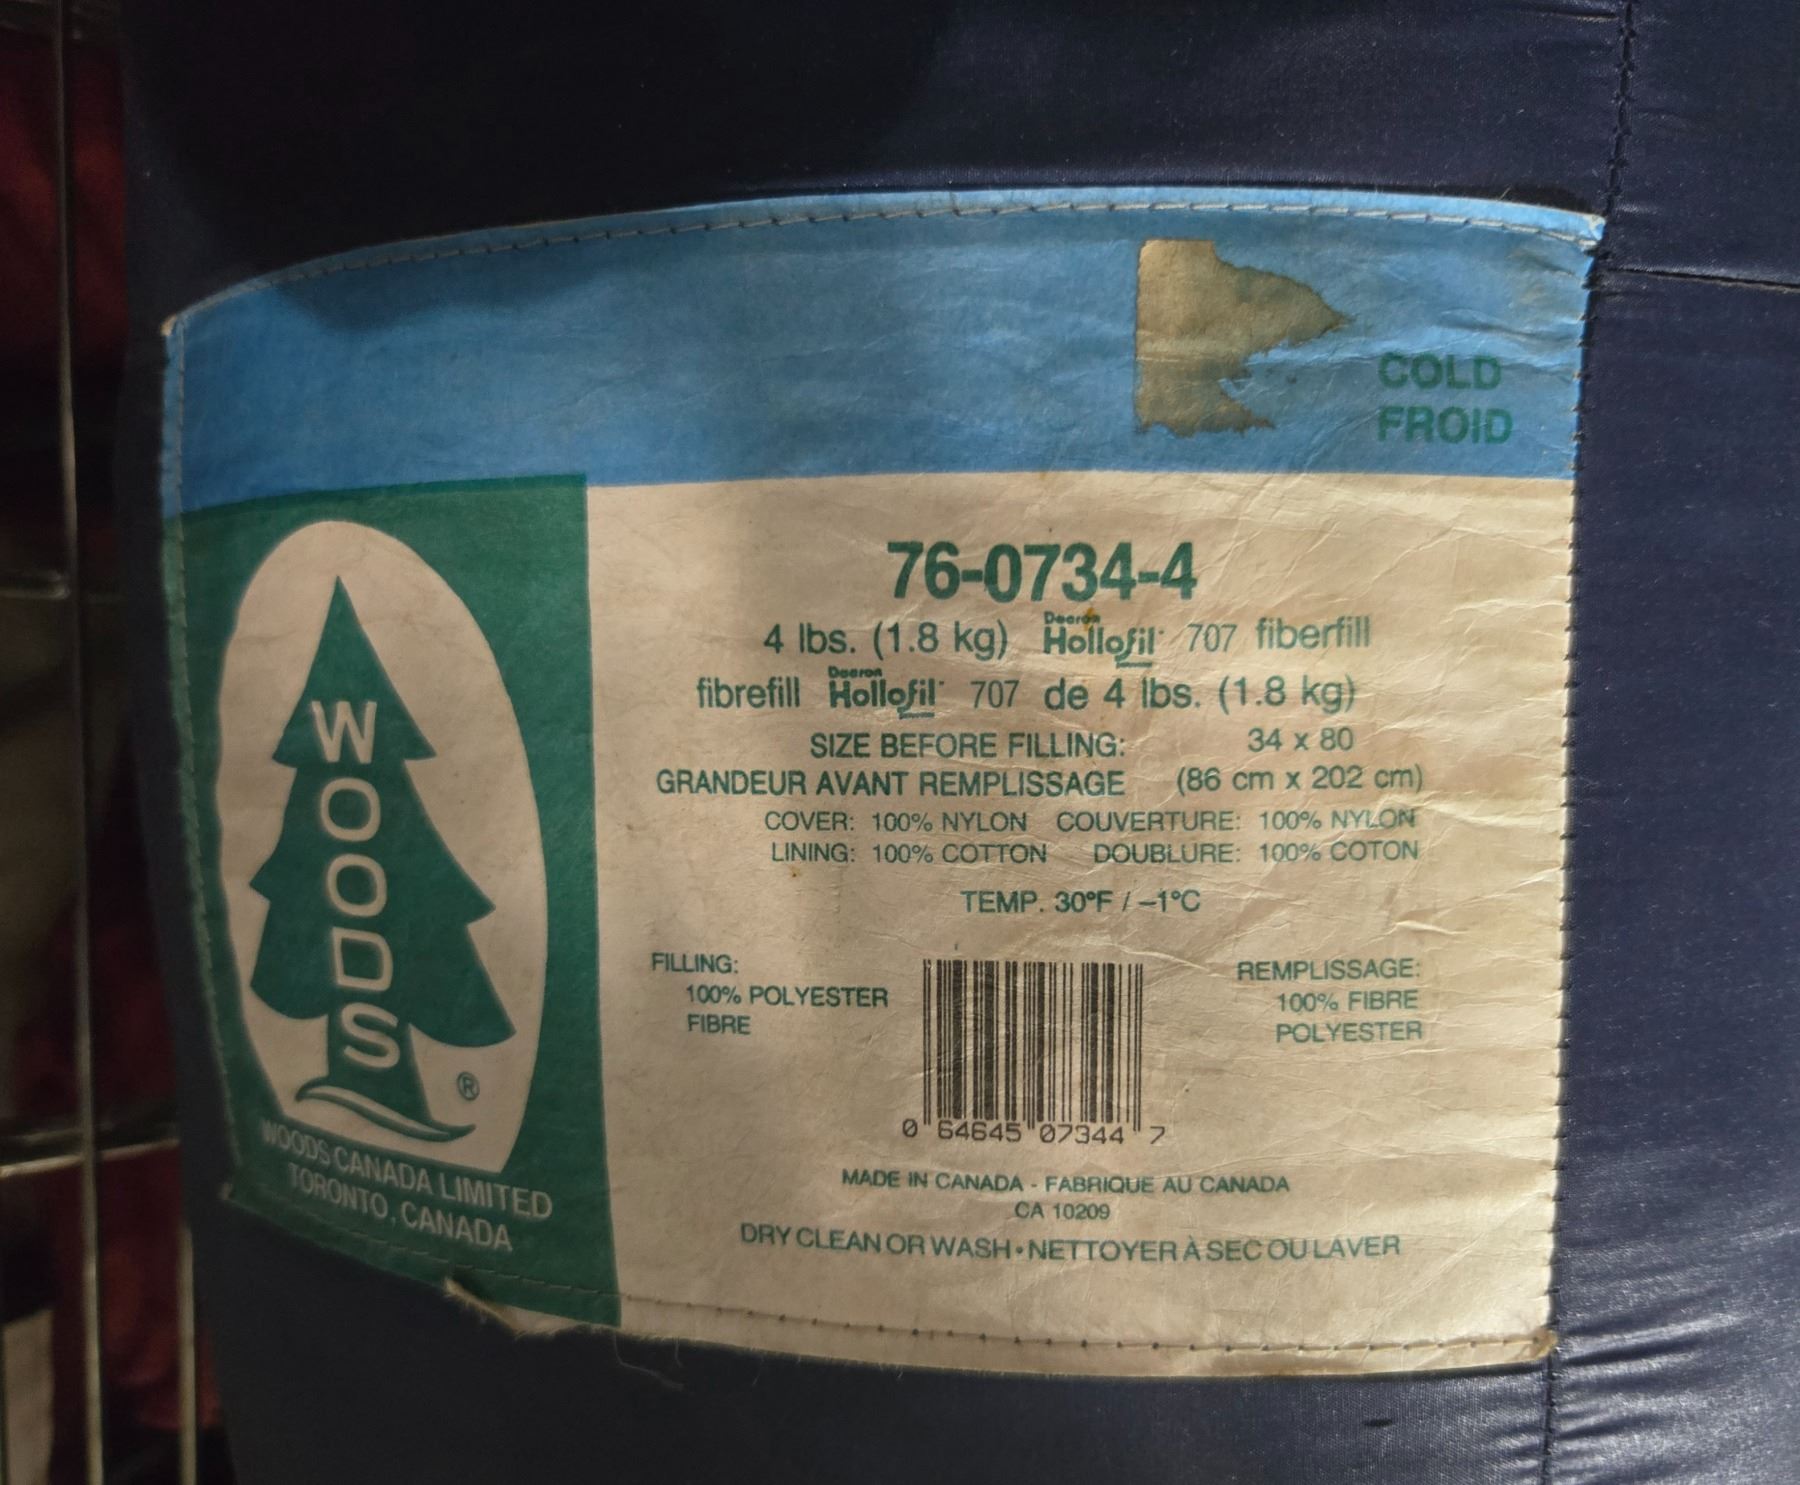 COLD
FROID
76-0734-4
4 lbs. (1.8 kg) Dacron Hollofil* 707 fiberfill
fibrefill Dacron Hollofil* 707 de 4 lbs. (1.8 kg)
SIZE BEFORE FILLING: 34 x 80
GRANDEUR AVANT REMPLISSAGE (86 cm x 202 cm)
COVER: 100% NYLON COUVERTURE: 100% NYLON
LINING: 100% COTTON DOUBLURE: 100% COTON
TEMP. 30°F / –1°C
FILLING:
100% POLYESTER
FIBRE
REMPLISSAGE:
100% FIBRE
POLYESTER
0 64645 07344 7
MADE IN CANADA - FABRIQUE AU CANADA
CA 10209
DRY CLEAN OR WASH • NETTOYER À SEC OU LAVER
WOODS
®
WOODS CANADA LIMITED
TORONTO, CANADA